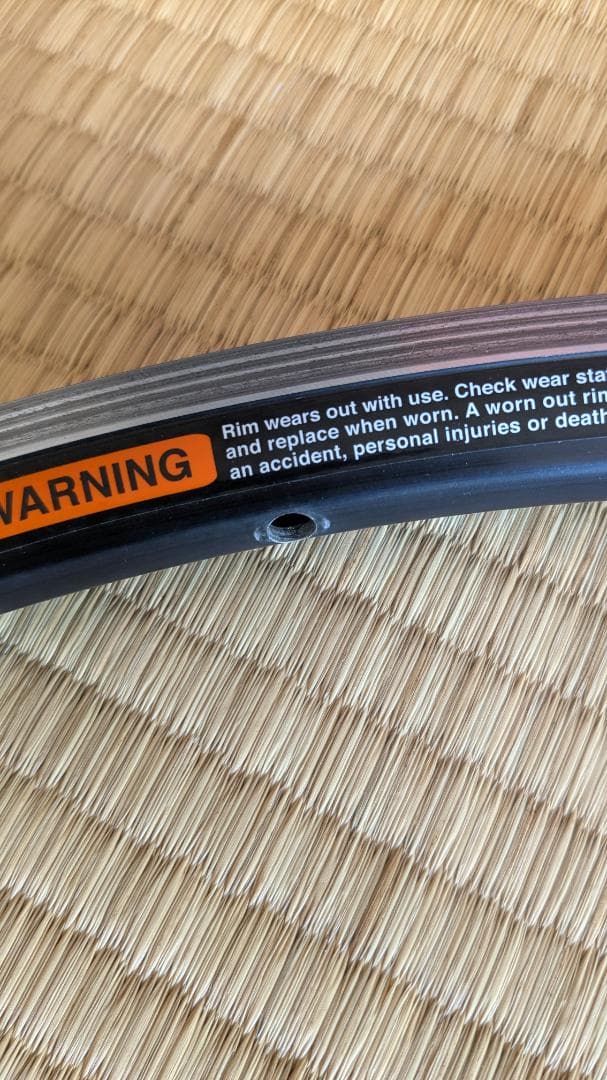 WARNING
Rim wears out with use. Check wear
and replace when worn. A worn out
an accident, personal injuries or death